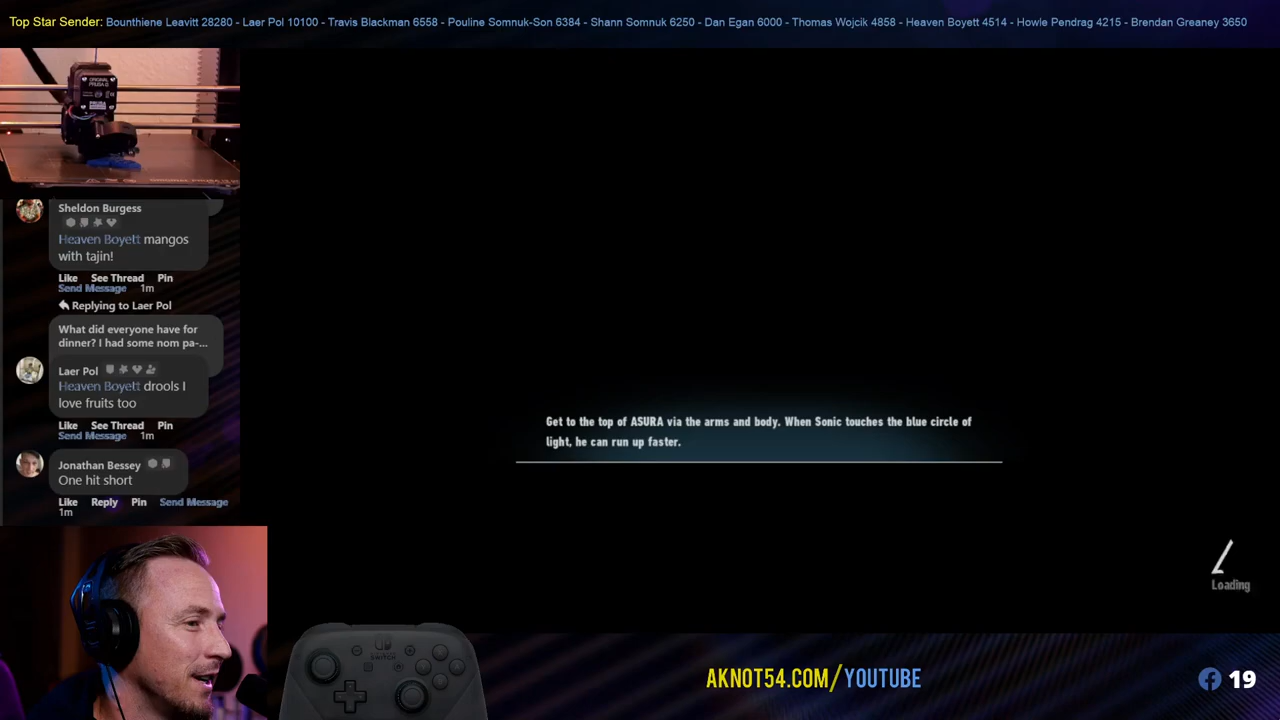 Top Star Sender: Bounthiene Leavitt 28280 - Laer Pol 10100 - Travis Blackman 6558 - Pouline Somnuk-Son 6384 - Shann Somnuk 6250 - Dan Egan 6000 - Thomas Wojcik 4858 - Heaven Boyett 4514 - Howle Pendrag 4215 - Brendan Greaney 3650
ORIGINAL
PRUSA
Sheldon Burgess
Heaven Boyett mangos
with tajin!
Like See Thread Pin
Send Message 1m
Replying to Laer Pol
What did everyone have for
dinner? I had some nom pa-...
Laer Pol
Heaven Boyett drools I
love fruits too
Like See Thread Pin
Send Message 1m
Jonathan Bessey
One hit short
Like Reply Pin Send Message
1m
Get to the top of ASURA via the arms and body. When Sonic touches the blue circle of
light, he can run up faster.
Loading
SWITCH
AKNOT54.COM/YOUTUBE
19